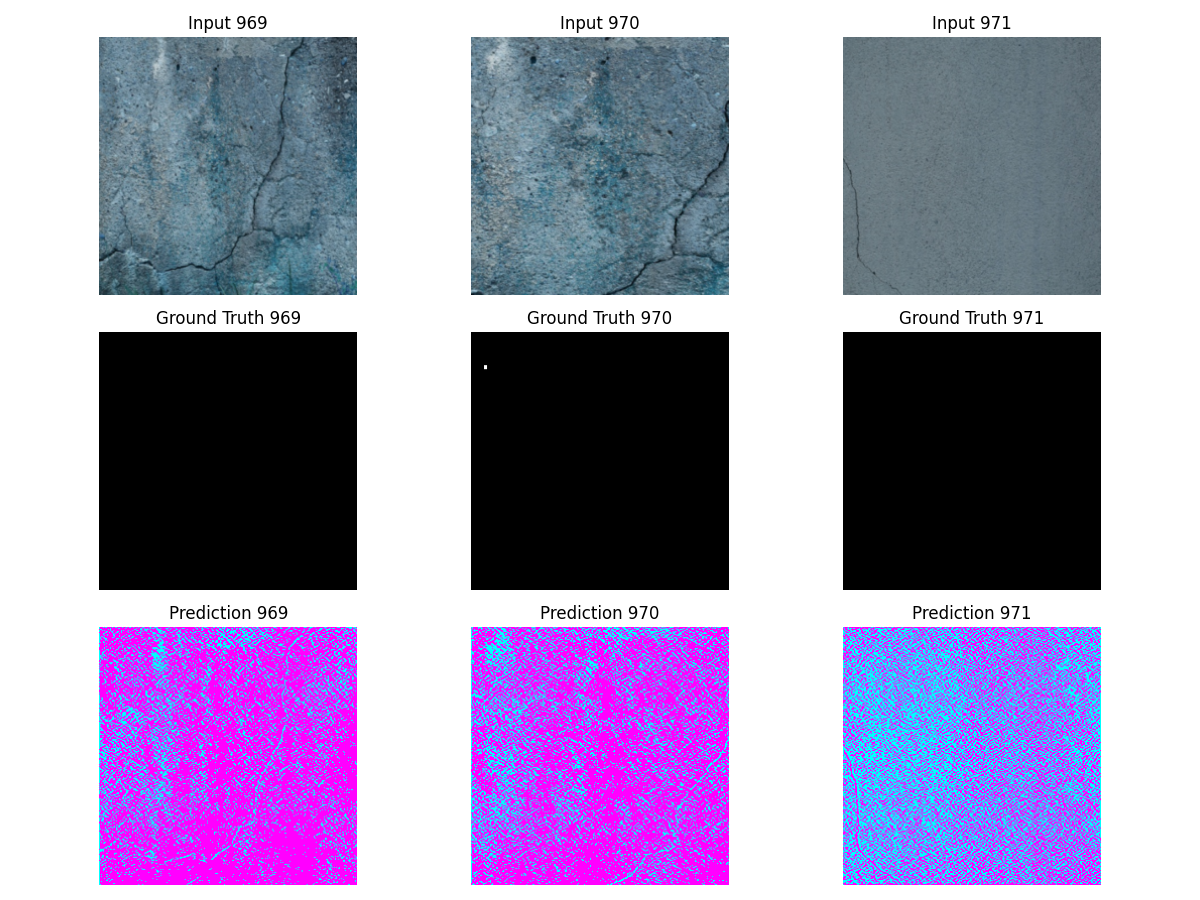 Input 969
Input 970
Input 971
Ground Truth 969
Ground Truth 970
Ground Truth 971
Prediction 969
Prediction 970
Prediction 971